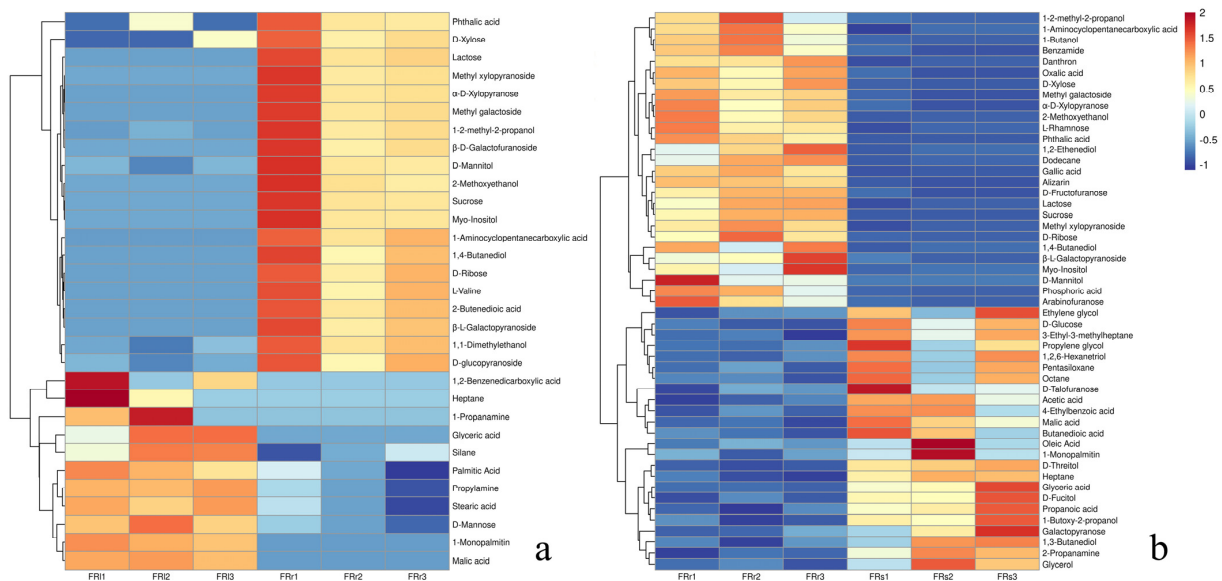 Phthalic acid
D-Xylose
Lactose
Methyl xylopyranoside
α-D-Xylopyranose
Methyl galactoside
1-2-methyl-2-propanol
β-D-Galactofuranoside
D-Mannitol
2-Methoxyethanol
Sucrose
Myo-Inositol
1-Aminocyclopentanecarboxylic acid
1,4-Butanediol
D-Ribose
L-Valine
2-Butenedioic acid
β-L-Galactopyranoside
1,1-Dimethylethanol
D-glucopyranoside
1,2-Benzenedicarboxylic acid
Heptane
1-Propanamine
Glyceric acid
Silane
Palmitic Acid
Propylamine
Stearic acid
D-Mannose
1-Monopalmitin
Malic acid
a
FRl1 FRl2 FRl3 FRr1 FRr2 FRr3
1-2-methyl-2-propanol
1-Aminocyclopentanecarboxylic acid
1-Butanol
Benzamide
Danthron
Oxalic acid
D-Xylose
Methyl galactoside
α-D-Xylopyranose
2-Methoxyethanol
L-Rhamnose
Phthalic acid
1,2-Ethenediol
Dodecane
Gallic acid
Alizarin
D-Fructofuranose
Lactose
Sucrose
Methyl xylopyranoside
D-Ribose
1,4-Butanediol
β-L-Galactopyranoside
Myo-Inositol
D-Mannitol
Phosphoric acid
Arabinofuranose
Ethylene glycol
D-Glucose
3-Ethyl-3-methylheptane
Propylene glycol
1,2,6-Hexanetriol
Pentasiloxane
Octane
D-Talofuranose
Acetic acid
4-Ethylbenzoic acid
Malic acid
Butanedioic acid
Oleic Acid
1-Monopalmitin
D-Threitol
Heptane
Glyceric acid
D-Fucitol
Propanoic acid
1-Butoxy-2-propanol
Galactopyranose
1,3-Butanediol
2-Propanamine
Glycerol
b
FRr1 FRr2 FRr3 FRs1 FRs2 FRs3
2
1.5
1
0.5
0
-0.5
-1